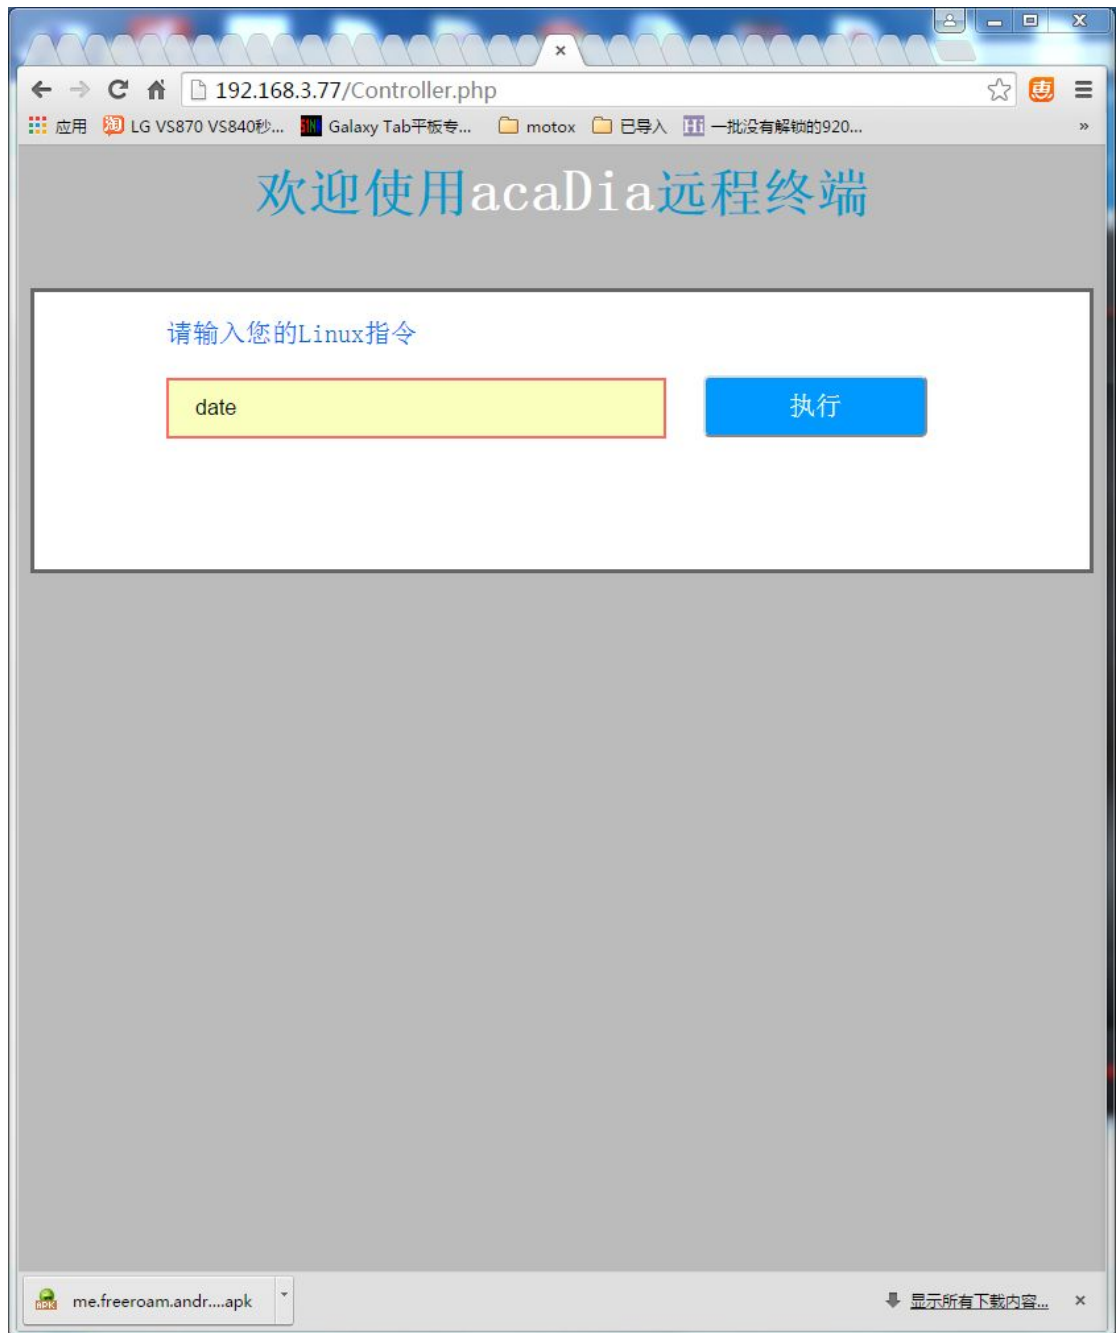 192.168.3.77/Controller.php
惠
应用 淘 LG VS870 VS840秒... Galaxy Tab平板专... motox 已导入 Hi 一批没有解锁的920... »
欢迎使用acaDia远程终端
请输入您的Linux指令
date 执行
APK me.freeroam.andr....apk 显示所有下载内容...